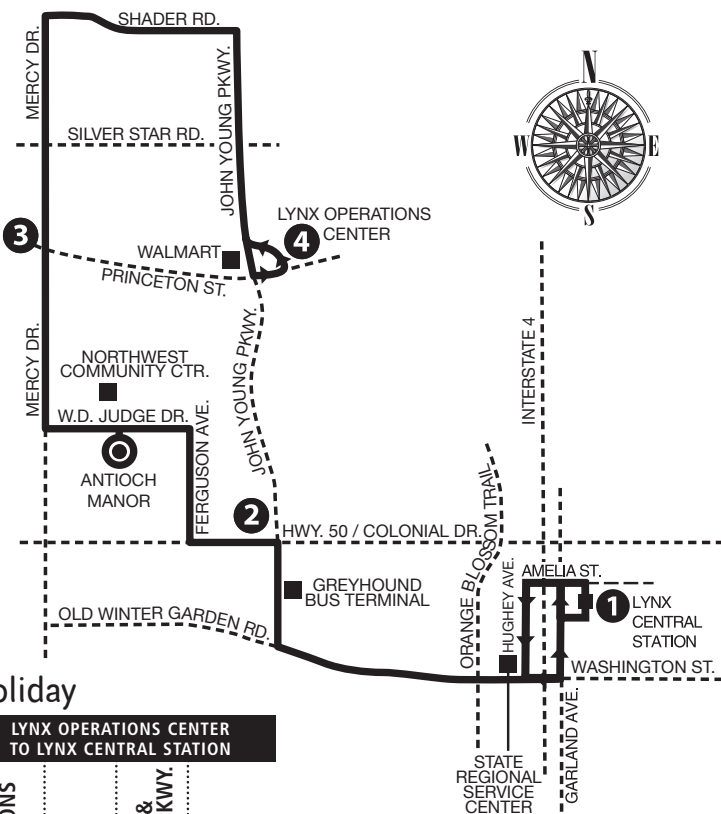 SHADER RD.
MERCY DR.
JOHN YOUNG PKWY.
SILVER STAR RD.
N
W
E
S
3
WALMART
4
LYNX OPERATIONS
CENTER
PRINCETON ST.
INTERSTATE 4
MERCY DR.
NORTHWEST
COMMUNITY CTR.
W.D. JUDGE DR.
ANTIOCH
MANOR
FERGUSON AVE.
JOHN YOUNG PKWY.
2
HWY. 50 / COLONIAL DR.
ORANGE BLOSSOM TRAIL
HUGHEY AVE.
AMELIA ST.
GREYHOUND
BUS TERMINAL
1
LYNX
CENTRAL
STATION
OLD WINTER GARDEN RD.
WASHINGTON ST.
GARLAND AVE.
STATE
REGIONAL
SERVICE
CENTER
oliday
LYNX OPERATIONS CENTER
TO LYNX CENTRAL STATION
ONS
&
KWY.